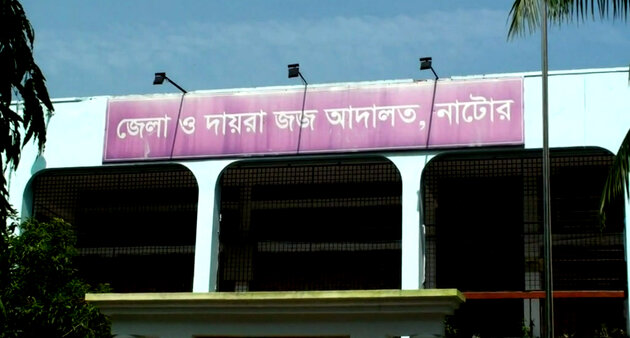 জেলা ও দায়রা জজ আদালত, নাটোর